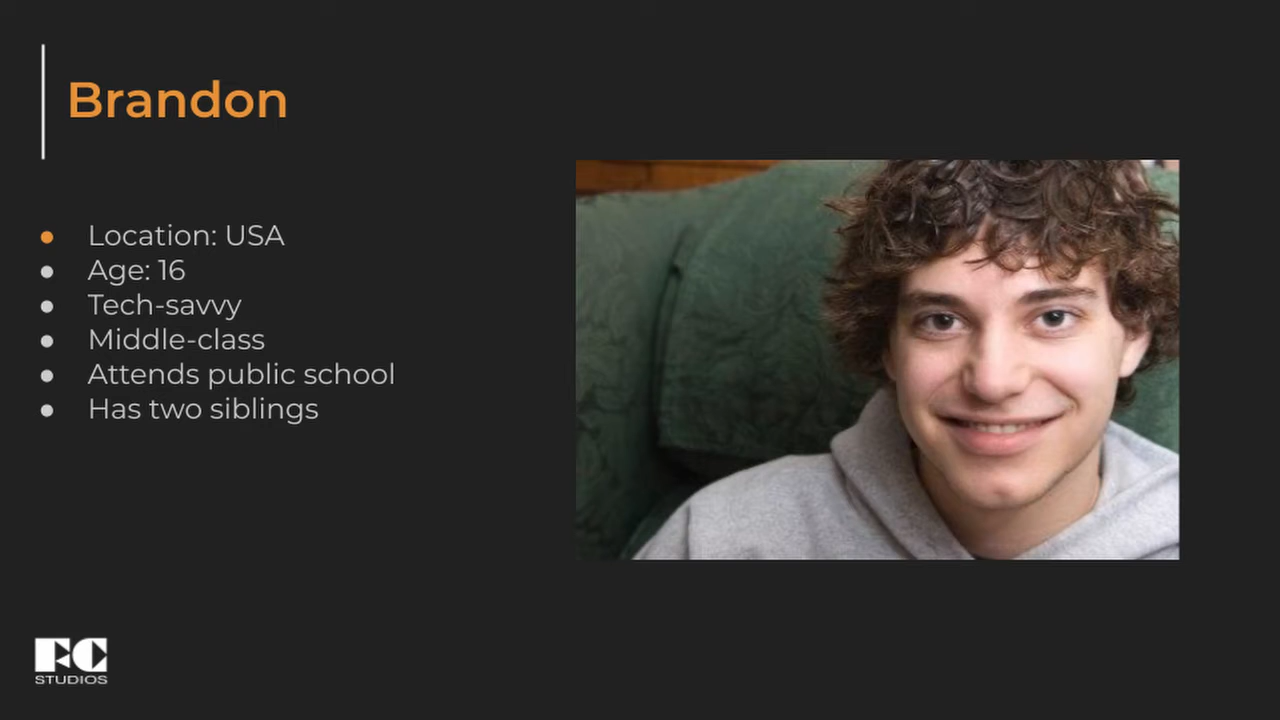 Brandon
● Location: USA
● Age: 16
● Tech-savvy
● Middle-class
● Attends public school
● Has two siblings
FC
STUDIOS